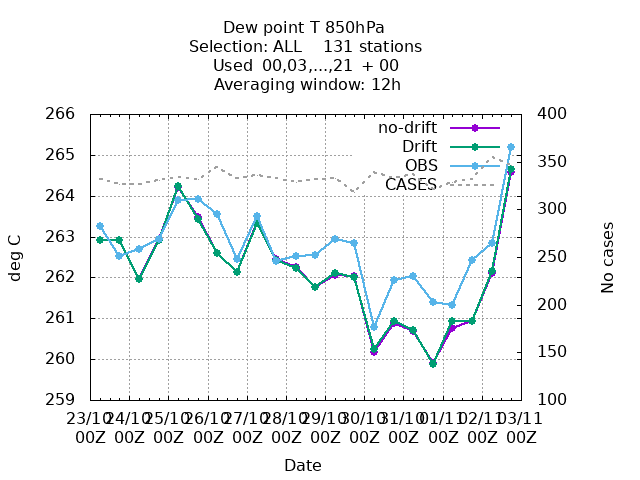 Dew point T 850hPa
Selection: ALL 131 stations
Used 00,03,...,21 + 00
Averaging window: 12h
no-drift
Drift
OBS
CASES
deg C
266
265
264
263
262
261
260
259
No cases
400
350
300
250
200
150
100
23/10 24/10 25/10 26/10 27/10 28/10 29/10 30/10 31/10 01/11 02/11 03/11
00Z 00Z 00Z 00Z 00Z 00Z 00Z 00Z 00Z 00Z 00Z 00Z
Date